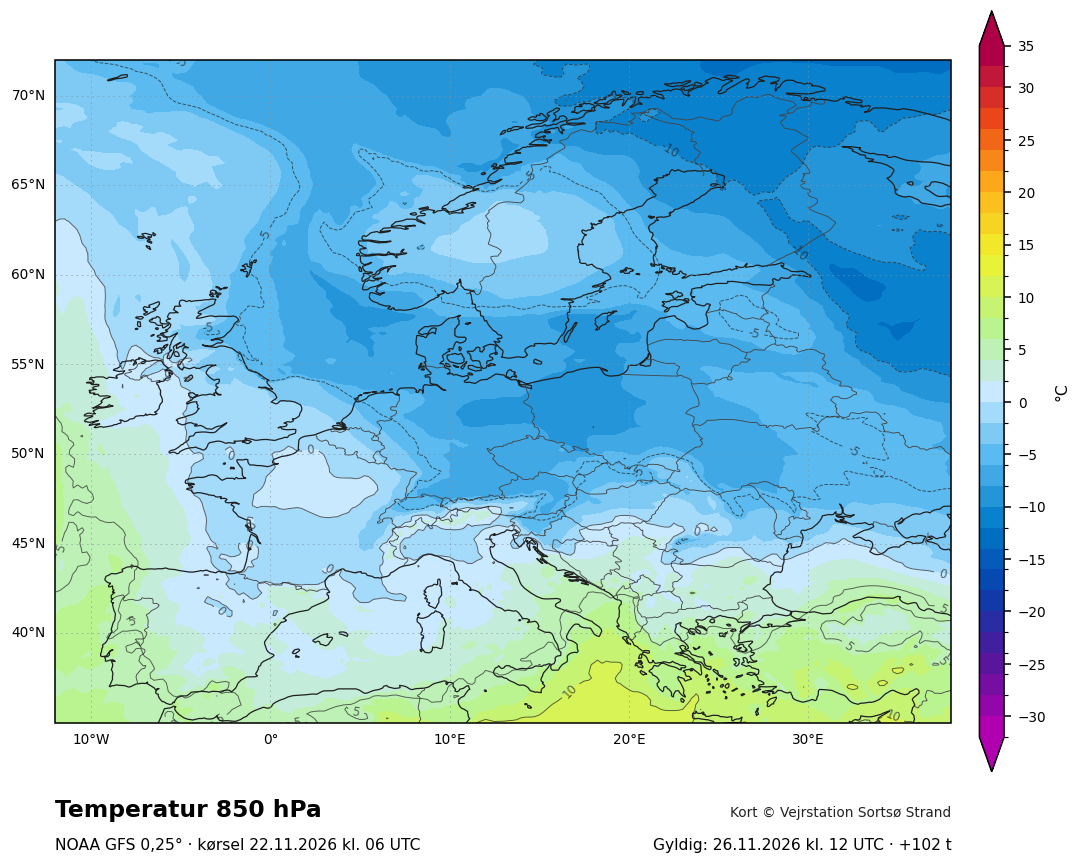 35
30
25
20
15
10
5
0
−5
−10
−15
−20
−25
−30
°C
70°N
65°N
60°N
55°N
50°N
45°N
40°N
10°W
0°
10°E
20°E
30°E
Temperatur 850 hPa
Kort © Vejrstation Sortsø Strand
NOAA GFS 0,25° · kørsel 22.11.2026 kl. 06 UTC
Gyldig: 26.11.2026 kl. 12 UTC · +102 t